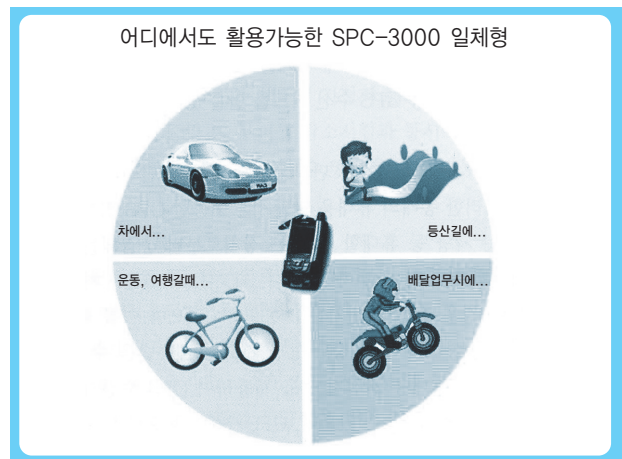 어디에서도 활용가능한 SPC-3000 일체형
차에서...
등산길에...
운동, 여행갈때...
배달업무시에...